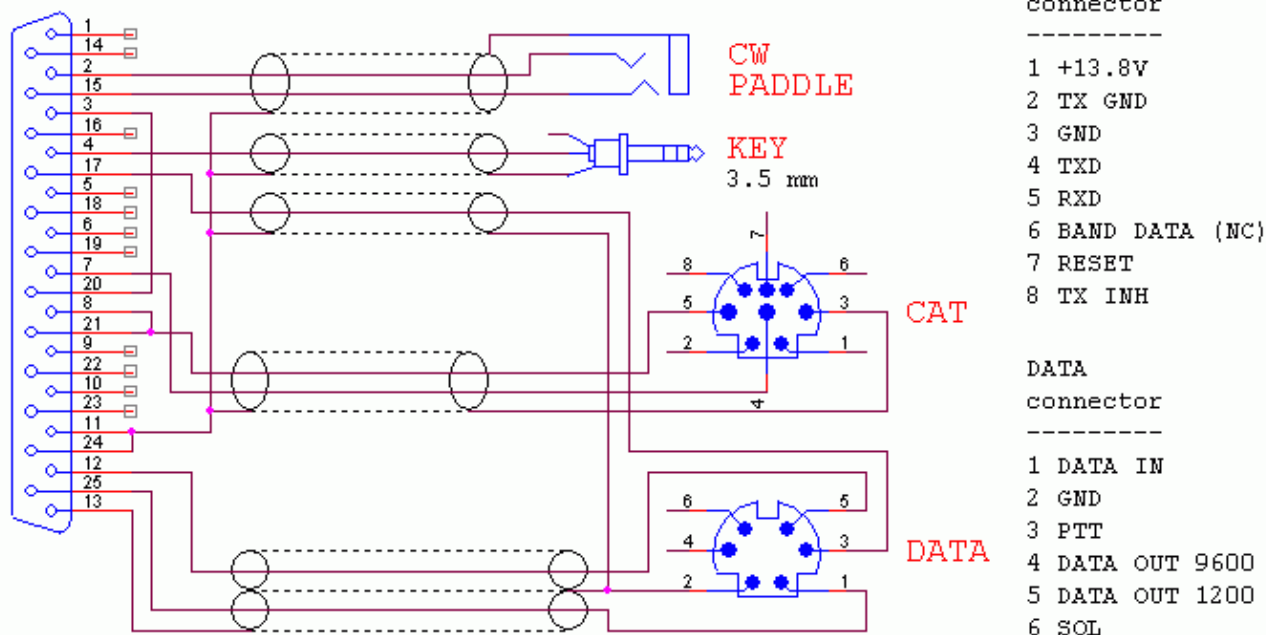 1
14
2
15
3
16
4
17
5
18
6
19
7
20
8
21
9
22
10
23
11
24
12
25
13
CW
PADDLE
KEY
3.5 mm
7
8
6
5
3
CAT
2
1
4
6
5
4
3
DATA
2
1
connector
---------
1 +13.8V
2 TX GND
3 GND
4 TXD
5 RXD
6 BAND DATA (NC)
7 RESET
8 TX INH
DATA
connector
---------
1 DATA IN
2 GND
3 PTT
4 DATA OUT 9600
5 DATA OUT 1200
6 SQL